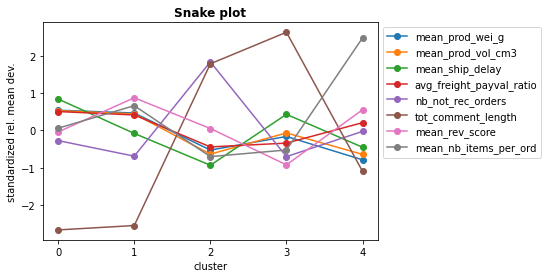 Snake plot
standardized rel. mean dev.
2
1
0
−1
−2
0 1 2 3 4
cluster
mean_prod_wei_g
mean_prod_vol_cm3
mean_ship_delay
avg_freight_payval_ratio
nb_not_rec_orders
tot_comment_length
mean_rev_score
mean_nb_items_per_ord